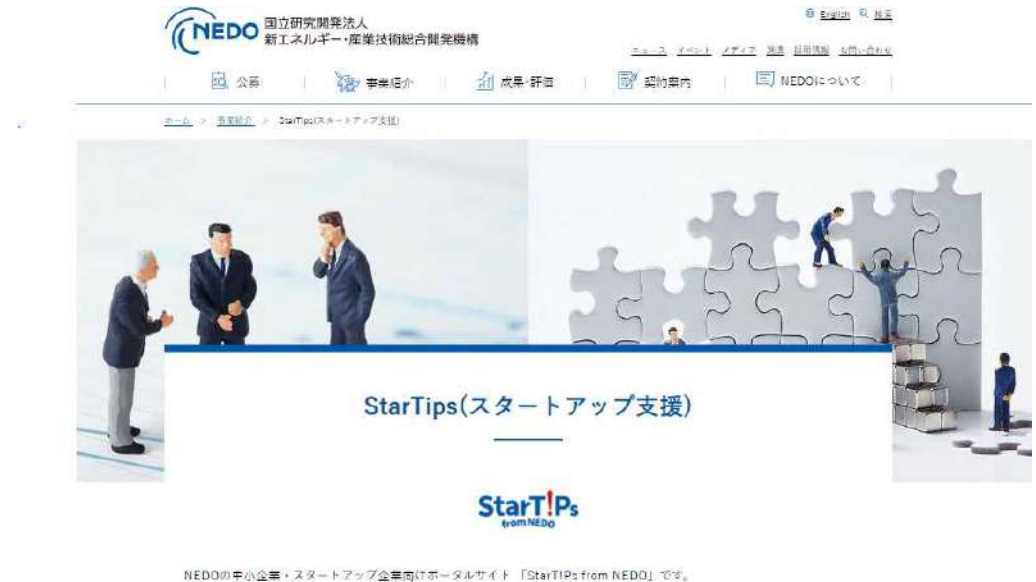 NEDO 国立研究開発法人
新エネルギー・産業技術総合開発機構
English 検索
ニュース イベント メディア 調達 採用情報 お問い合わせ
公募 事業紹介 成果・評価 契約案内 NEDOについて
ホーム > 事業紹介 > StarTips(スタートアップ支援)
StarTips(スタートアップ支援)
StarT!Ps
from NEDO
NEDOの中小企業・スタートアップ企業向けポータルサイト 「StarT!Ps from NEDO」です。